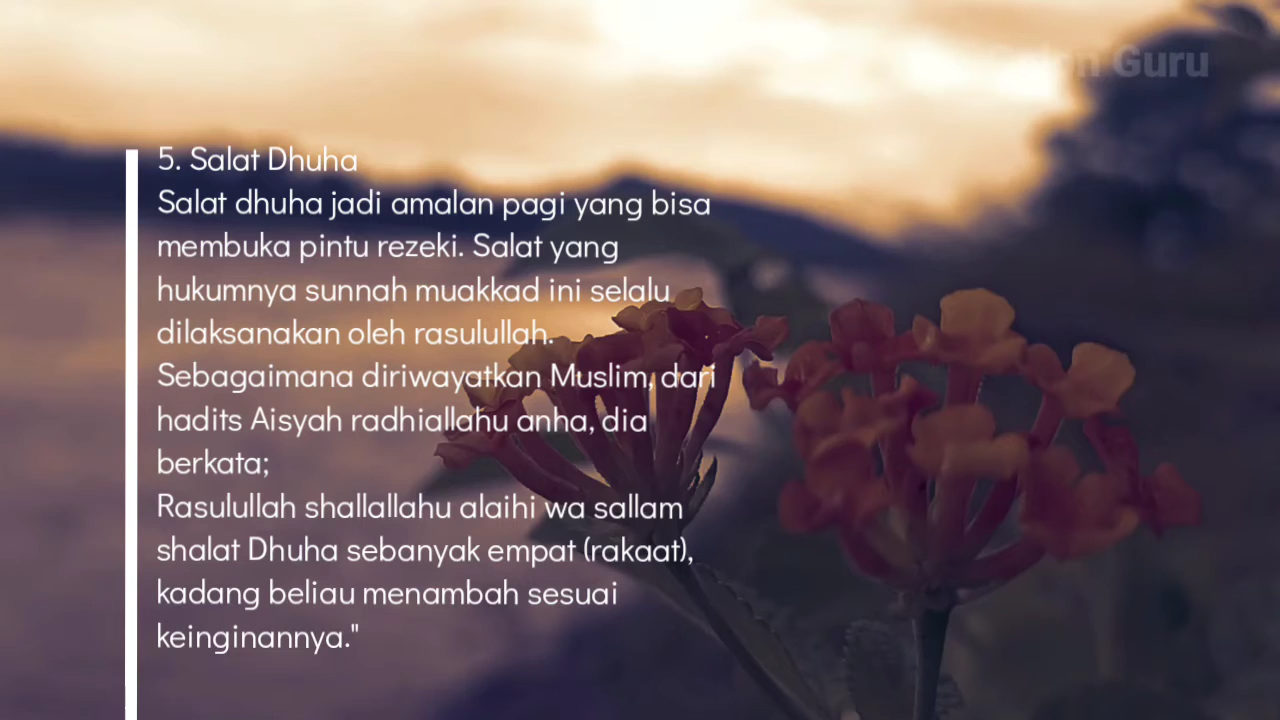 Guru
5. Salat Dhuha
Salat dhuha jadi amalan pagi yang bisa
membuka pintu rezeki. Salat yang
hukumnya sunnah muakkad ini selalu
dilaksanakan oleh rasulullah.
Sebagaimana diriwayatkan Muslim, dari
hadits Aisyah radhiallahu anha, dia
berkata;
Rasulullah shallallahu alaihi wa sallam
shalat Dhuha sebanyak empat (rakaat),
kadang beliau menambah sesuai
keinginannya."